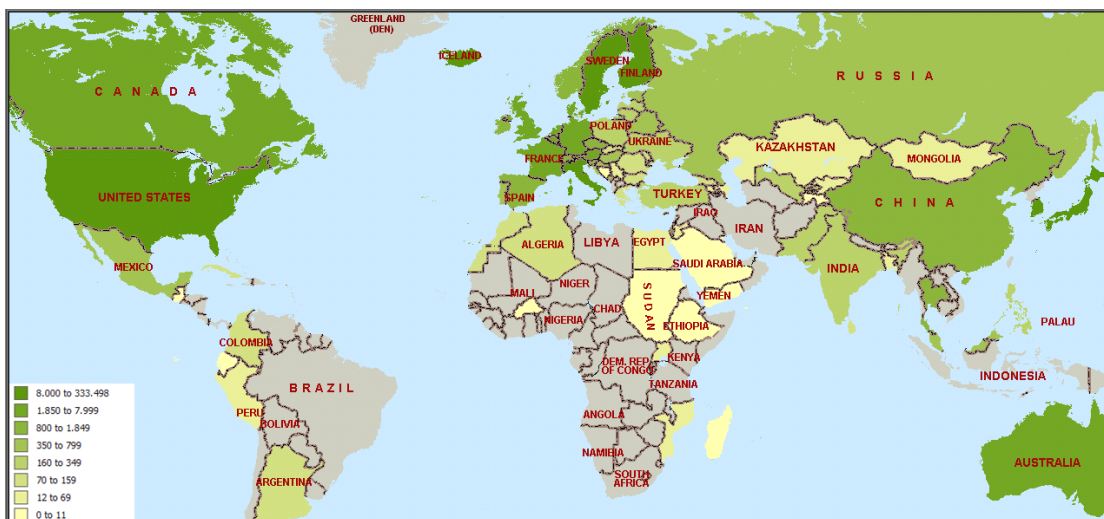 GREENLAND
(DEN)
ICELAND
SWEDEN
FINLAND
C A N A D A
R U S S I A
POLAND
UKRAINE
KAZAKHSTAN
MONGOLIA
FRANCE
UNITED STATES
SPAIN
TURKEY
C H I N A
IRAQ
IRAN
ALGERIA
LIBYA
EGYPT
SAUDI ARABIA
MEXICO
INDIA
NIGER
MALI
YEMEN
S U D A N
CHAD
NIGERIA
ETHIOPIA
PALAU
COLOMBIA
DEM. REP.
OF CONGO
KENYA
INDONESIA
TANZANIA
B R A Z I L
PERU
BOLIVIA
ANGOLA
NAMIBIA
SOUTH
AFRICA
ARGENTINA
AUSTRALIA
8.000 to 333.498
1.850 to 7.999
800 to 1.849
350 to 799
160 to 349
70 to 159
12 to 69
0 to 11